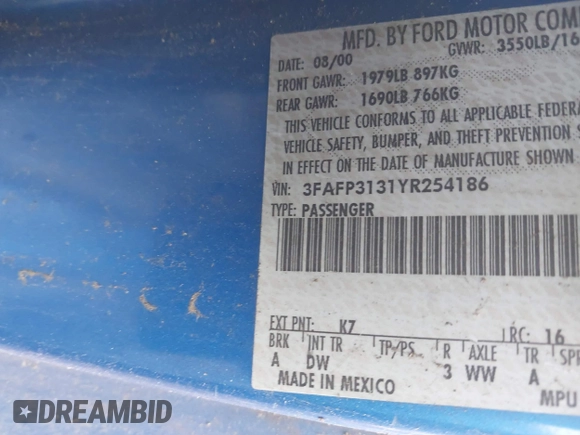 MFD. BY FORD MOTOR COM
DATE: 08/00 GVWR: 3550LB/16
FRONT GAWR: 1979LB 897KG
REAR GAWR: 1690LB 766KG
THIS VEHICLE CONFORMS TO ALL APPLICABLE FEDERA
VEHICLE SAFETY, BUMPER, AND THEFT PREVENTION S
IN EFFECT ON THE DATE OF MANUFACTURE SHOWN
VIN: 3FAFP3131YR254186
TYPE: PASSENGER
EXT PNT: K7 RC: 16
BRK INT TR TP/PS R AXLE TR SPR
A DW 3 WW A
MADE IN MEXICO
MPU
DREAMBID